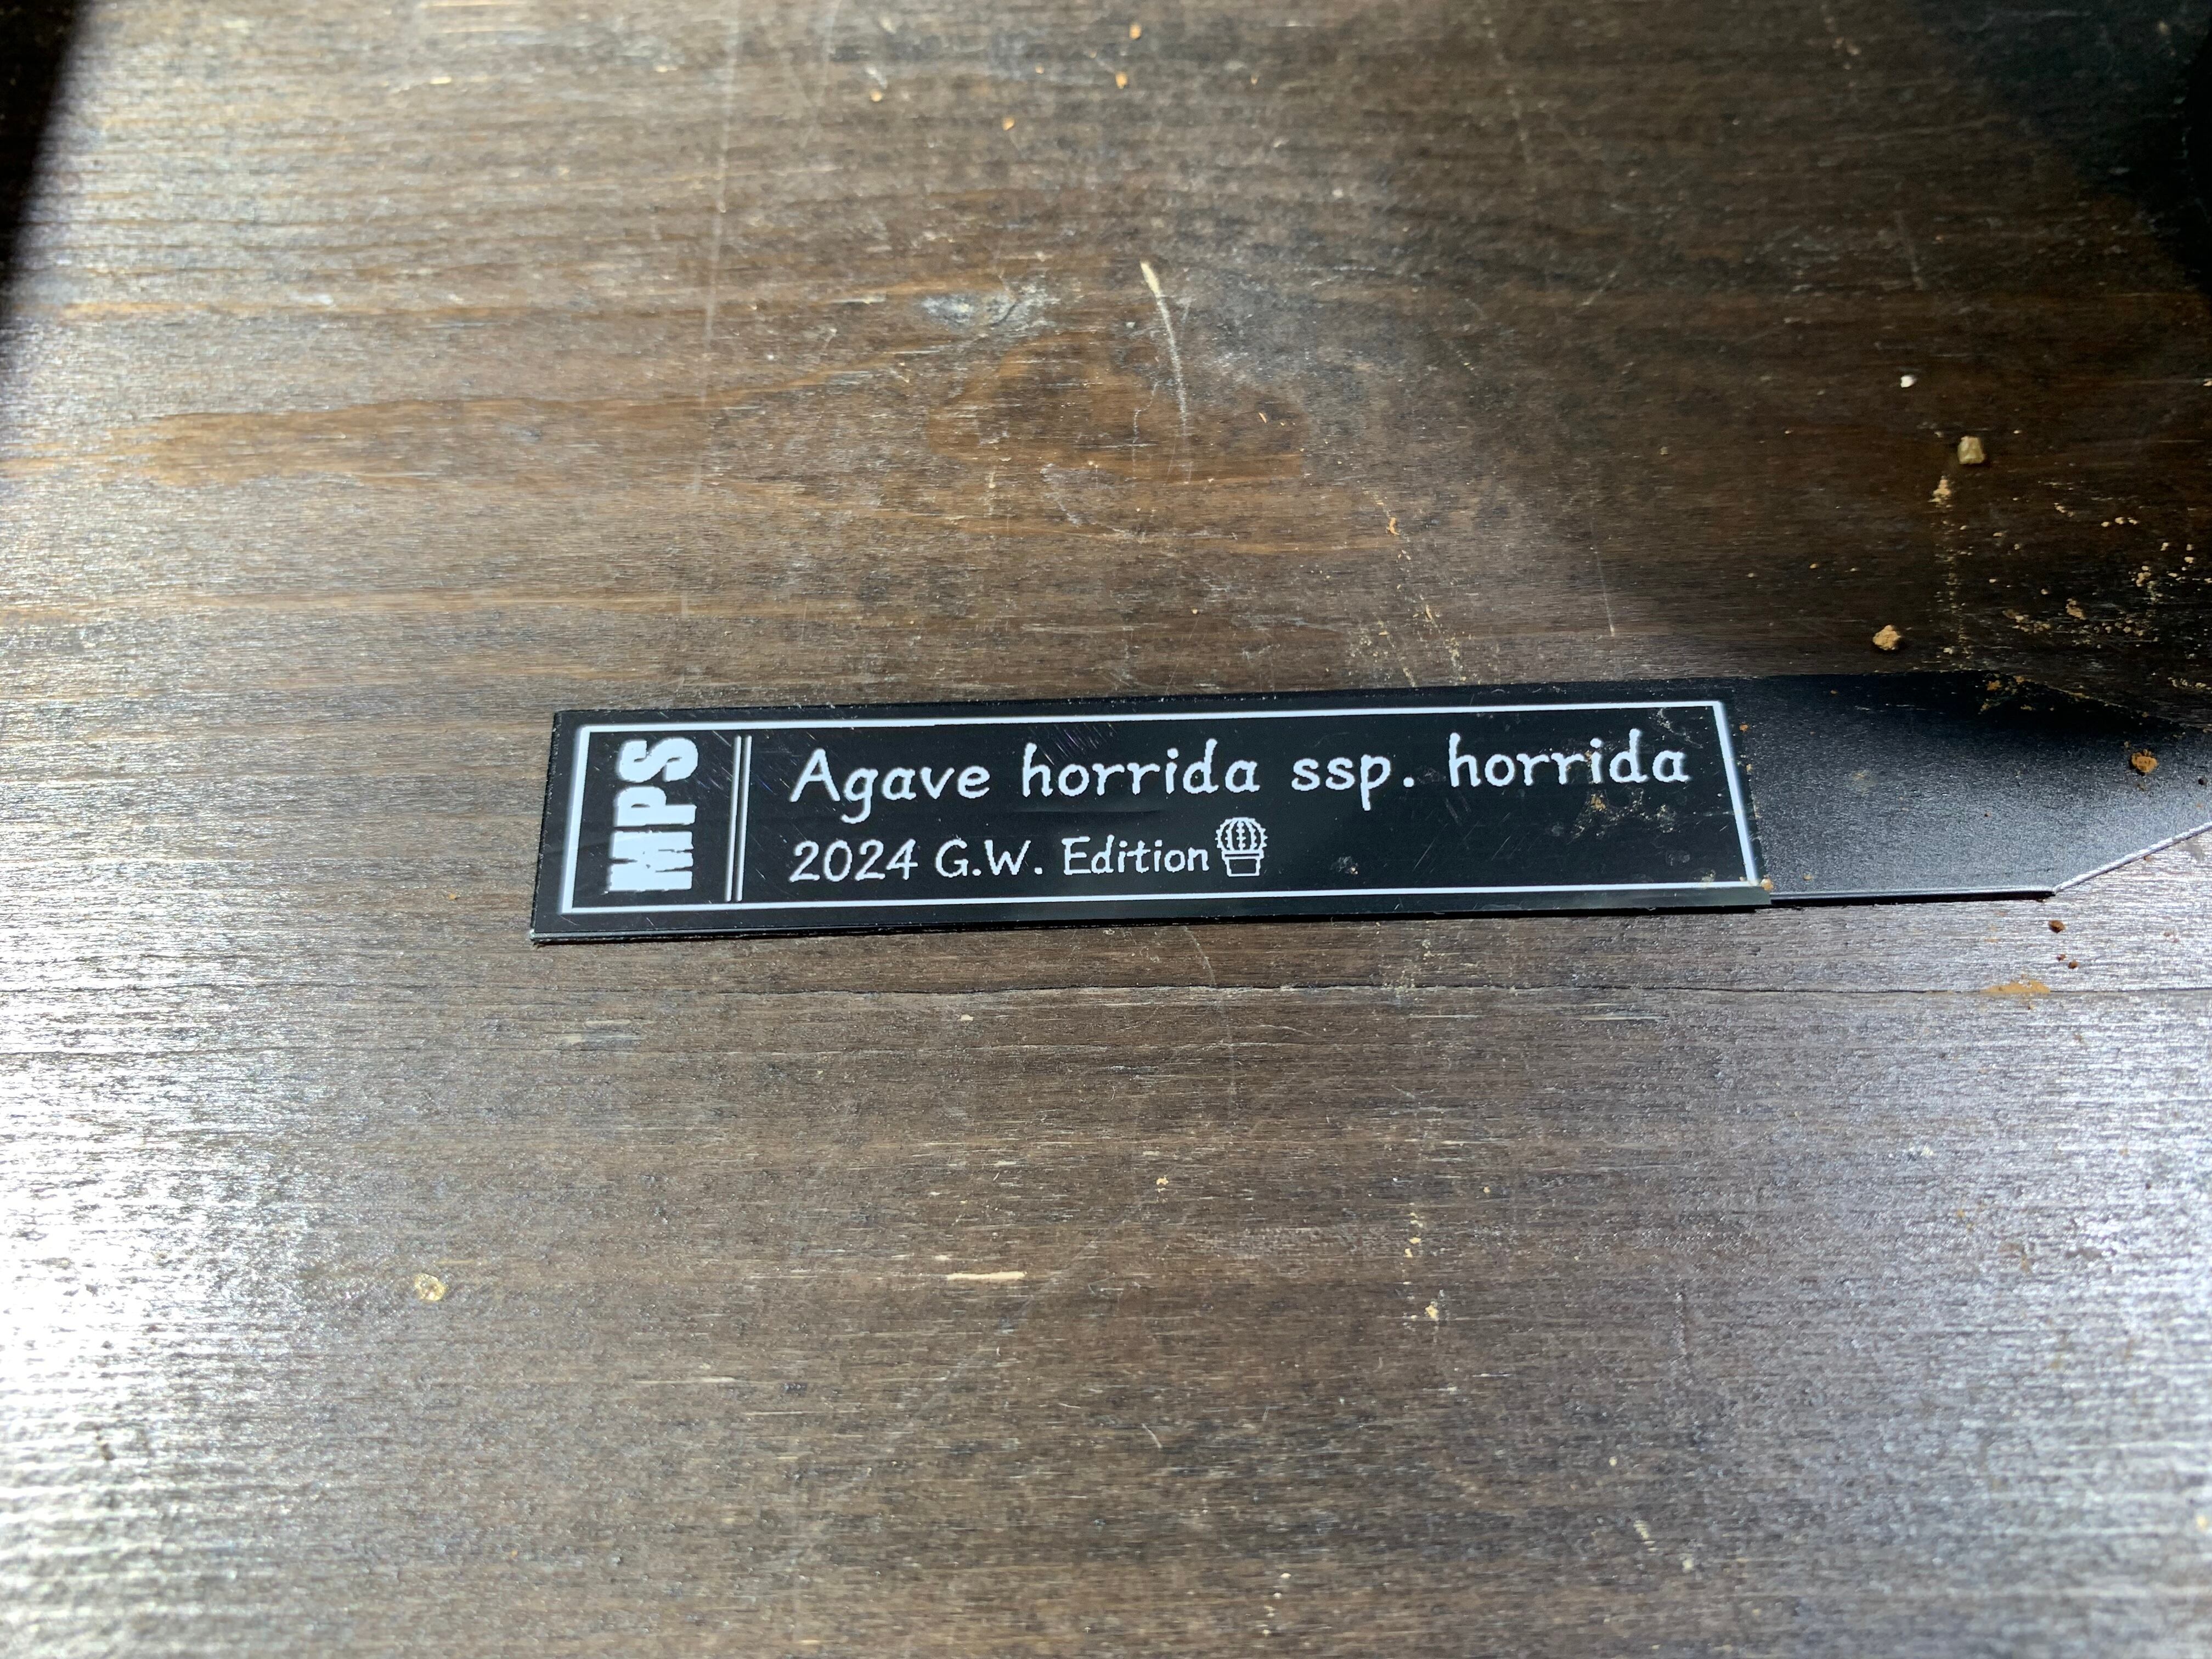 MPS
Agave horrida ssp. horrida
2024 G.W. Edition